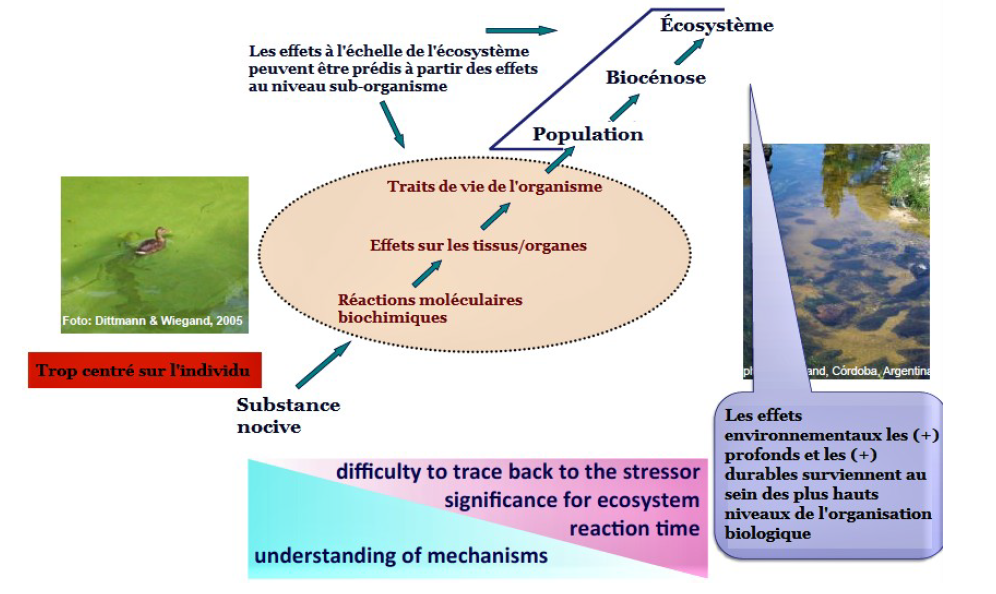 Écosystème
Les effets à l'échelle de l'écosystème
peuvent être prédis à partir des effets
au niveau sub-organisme
Biocénose
Population
Traits de vie de l'organisme
Effets sur les tissus/organes
Réactions moléculaires
biochimiques
Foto: Dittmann & Wiegand, 2005
Trop centré sur l'individu
Substance
nocive
and, Còrdoba, Argentina
Les effets
environnementaux les (+)
profonds et les (+)
durables surviennent au
sein des plus hauts
niveaux de l'organisation
biologique
difficulty to trace back to the stressor
significance for ecosystem
reaction time
understanding of mechanisms